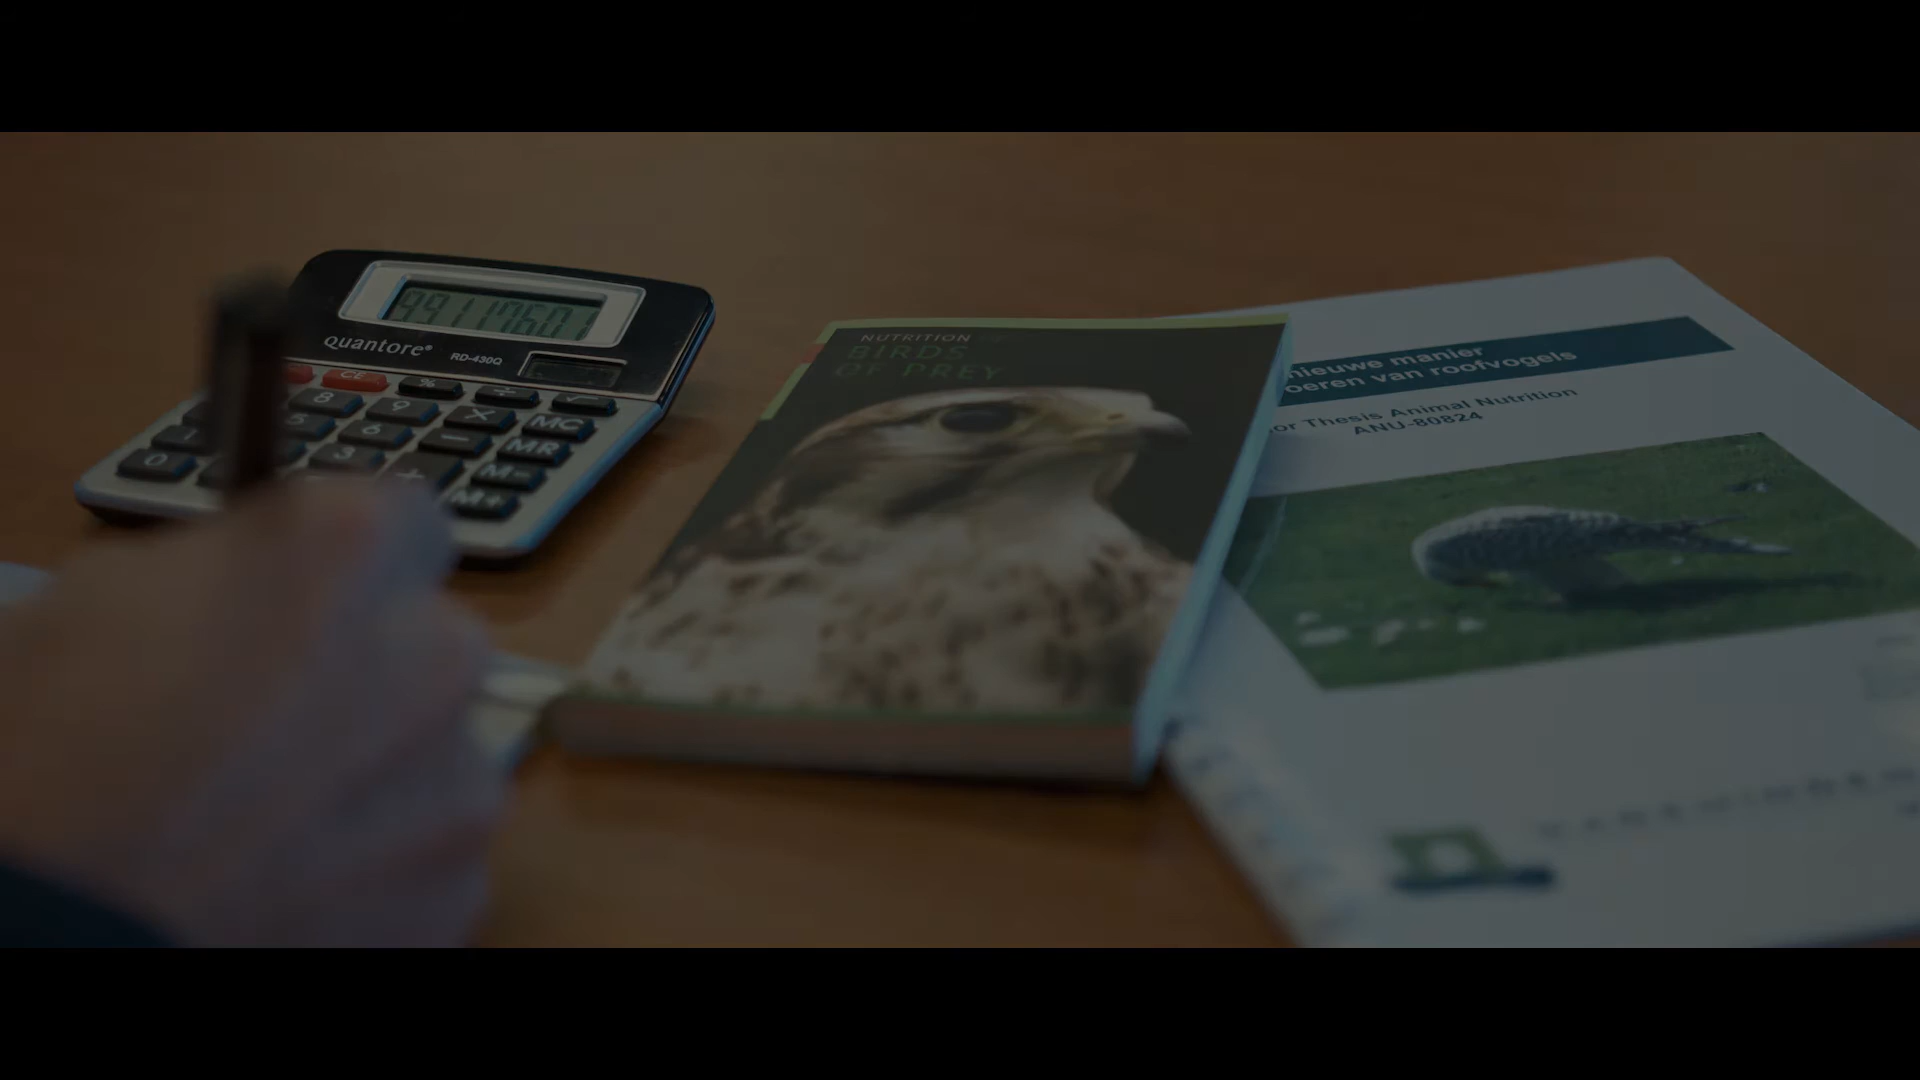 quantore®
RD-430Q
CE
%
÷
√
8
9
×
MC
5
6
−
MR
1
3
+
M=
0
M+
NUTRITION
BIRDS
OF PREY
nieuwe manier
oeren van roofvogels
or Thesis Animal Nutrition
ANU-80824